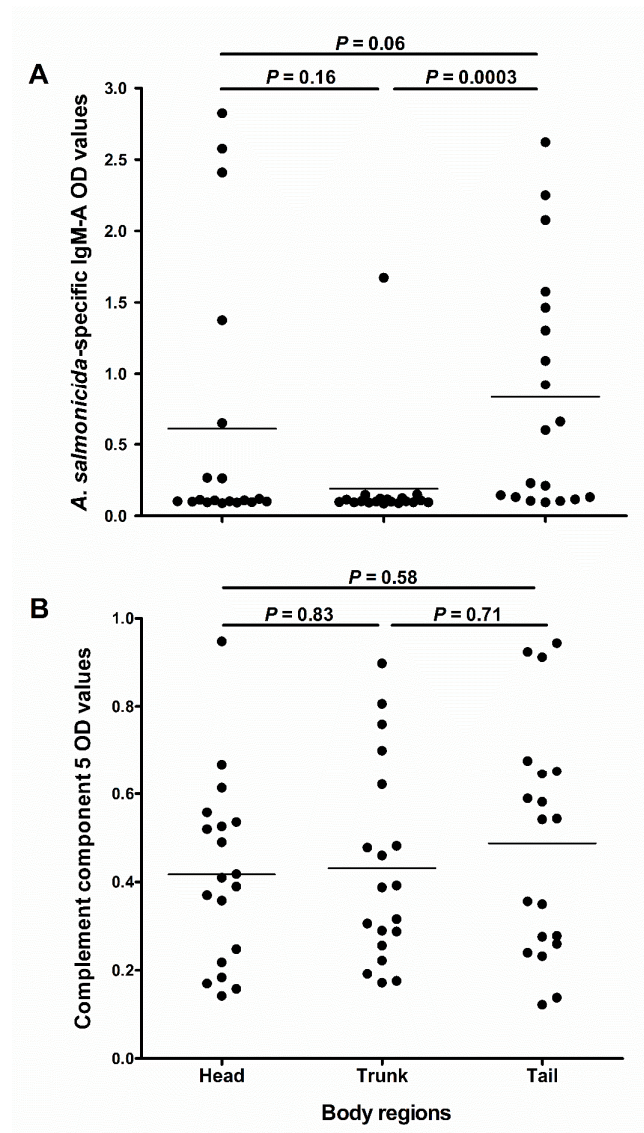 P = 0.06
A
P = 0.16
P = 0.0003
3.0
2.5
2.0
1.5
1.0
0.5
0.0
A. salmonicida-specific IgM-A OD values
P = 0.58
B
P = 0.83
P = 0.71
1.0
0.8
0.6
0.4
0.2
0.0
Complement component 5 OD values
Head
Trunk
Tail
Body regions